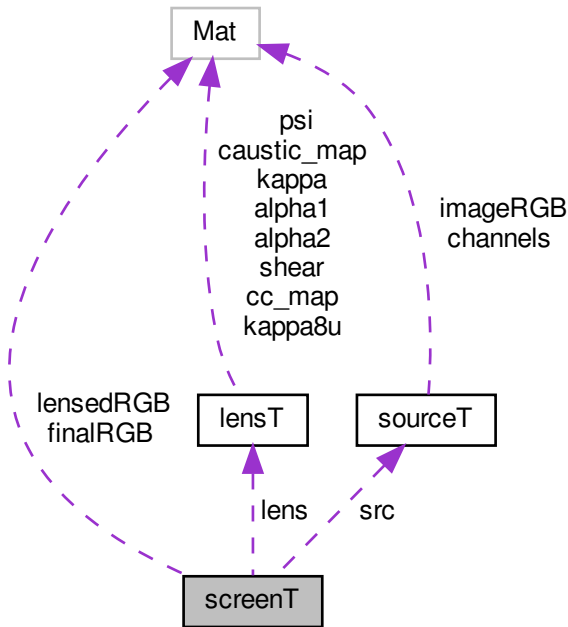 Mat
psi
caustic_map
kappa
alpha1
alpha2
shear
cc_map
kappa8u
imageRGB
channels
lensedRGB
finalRGB
lensT
sourceT
lens
src
screenT